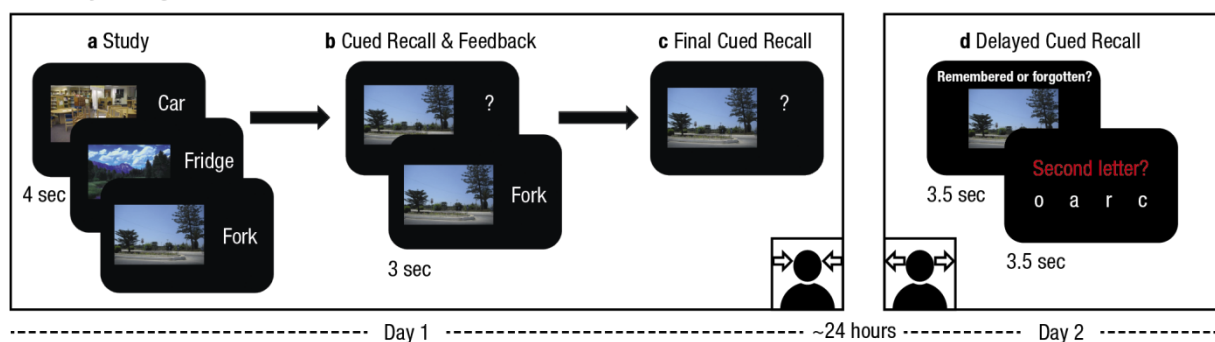 a Study
Car
Fridge
Fork
4 sec
b Cued Recall & Feedback
?
Fork
3 sec
c Final Cued Recall
?
d Delayed Cued Recall
Remembered or forgotten?
Second letter?
o a r c
3.5 sec
3.5 sec
Day 1
~24 hours
Day 2